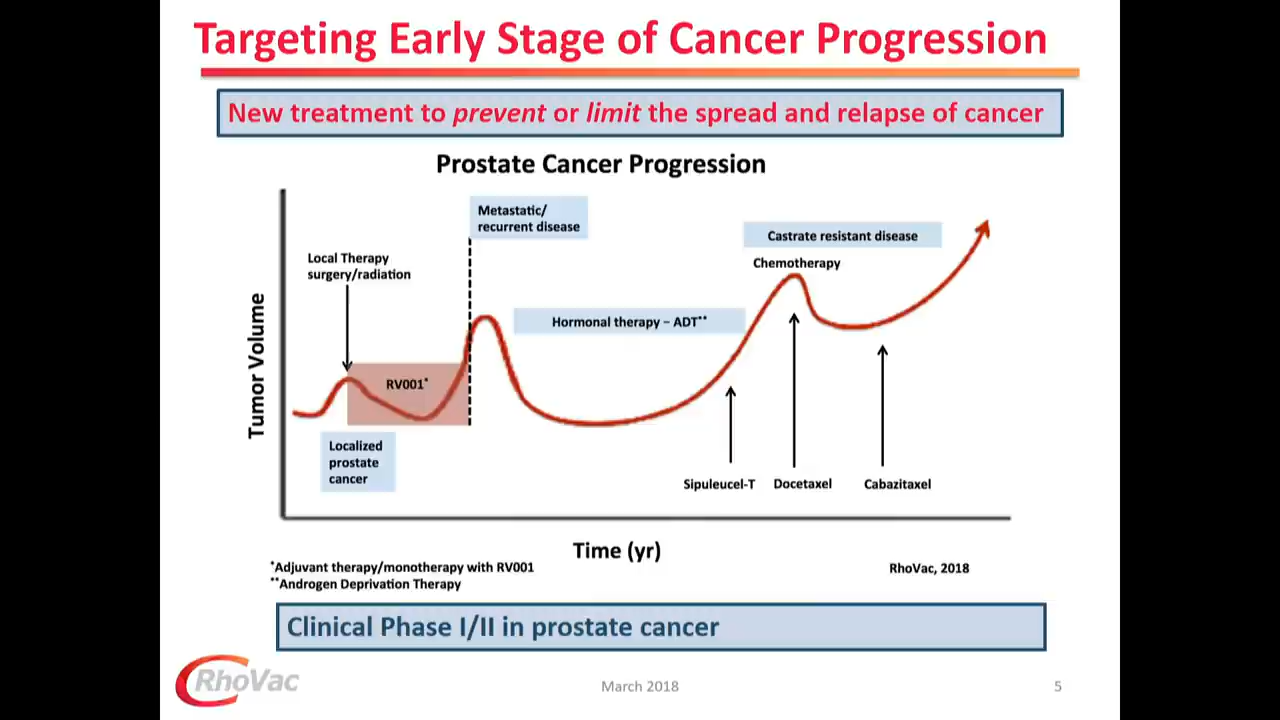 Targeting Early Stage of Cancer Progression
New treatment to prevent or limit the spread and relapse of cancer
Prostate Cancer Progression
Metastatic/
recurrent disease
Castrate resistant disease
Chemotherapy
Local Therapy
surgery/radiation
Hormonal therapy – ADT**
Tumor Volume
RV001*
Localized
prostate
cancer
Sipuleucel-T
Docetaxel
Cabazitaxel
Time (yr)
*Adjuvant therapy/monotherapy with RV001
**Androgen Deprivation Therapy
RhoVac, 2018
Clinical Phase I/II in prostate cancer
RhoVac
March 2018
5